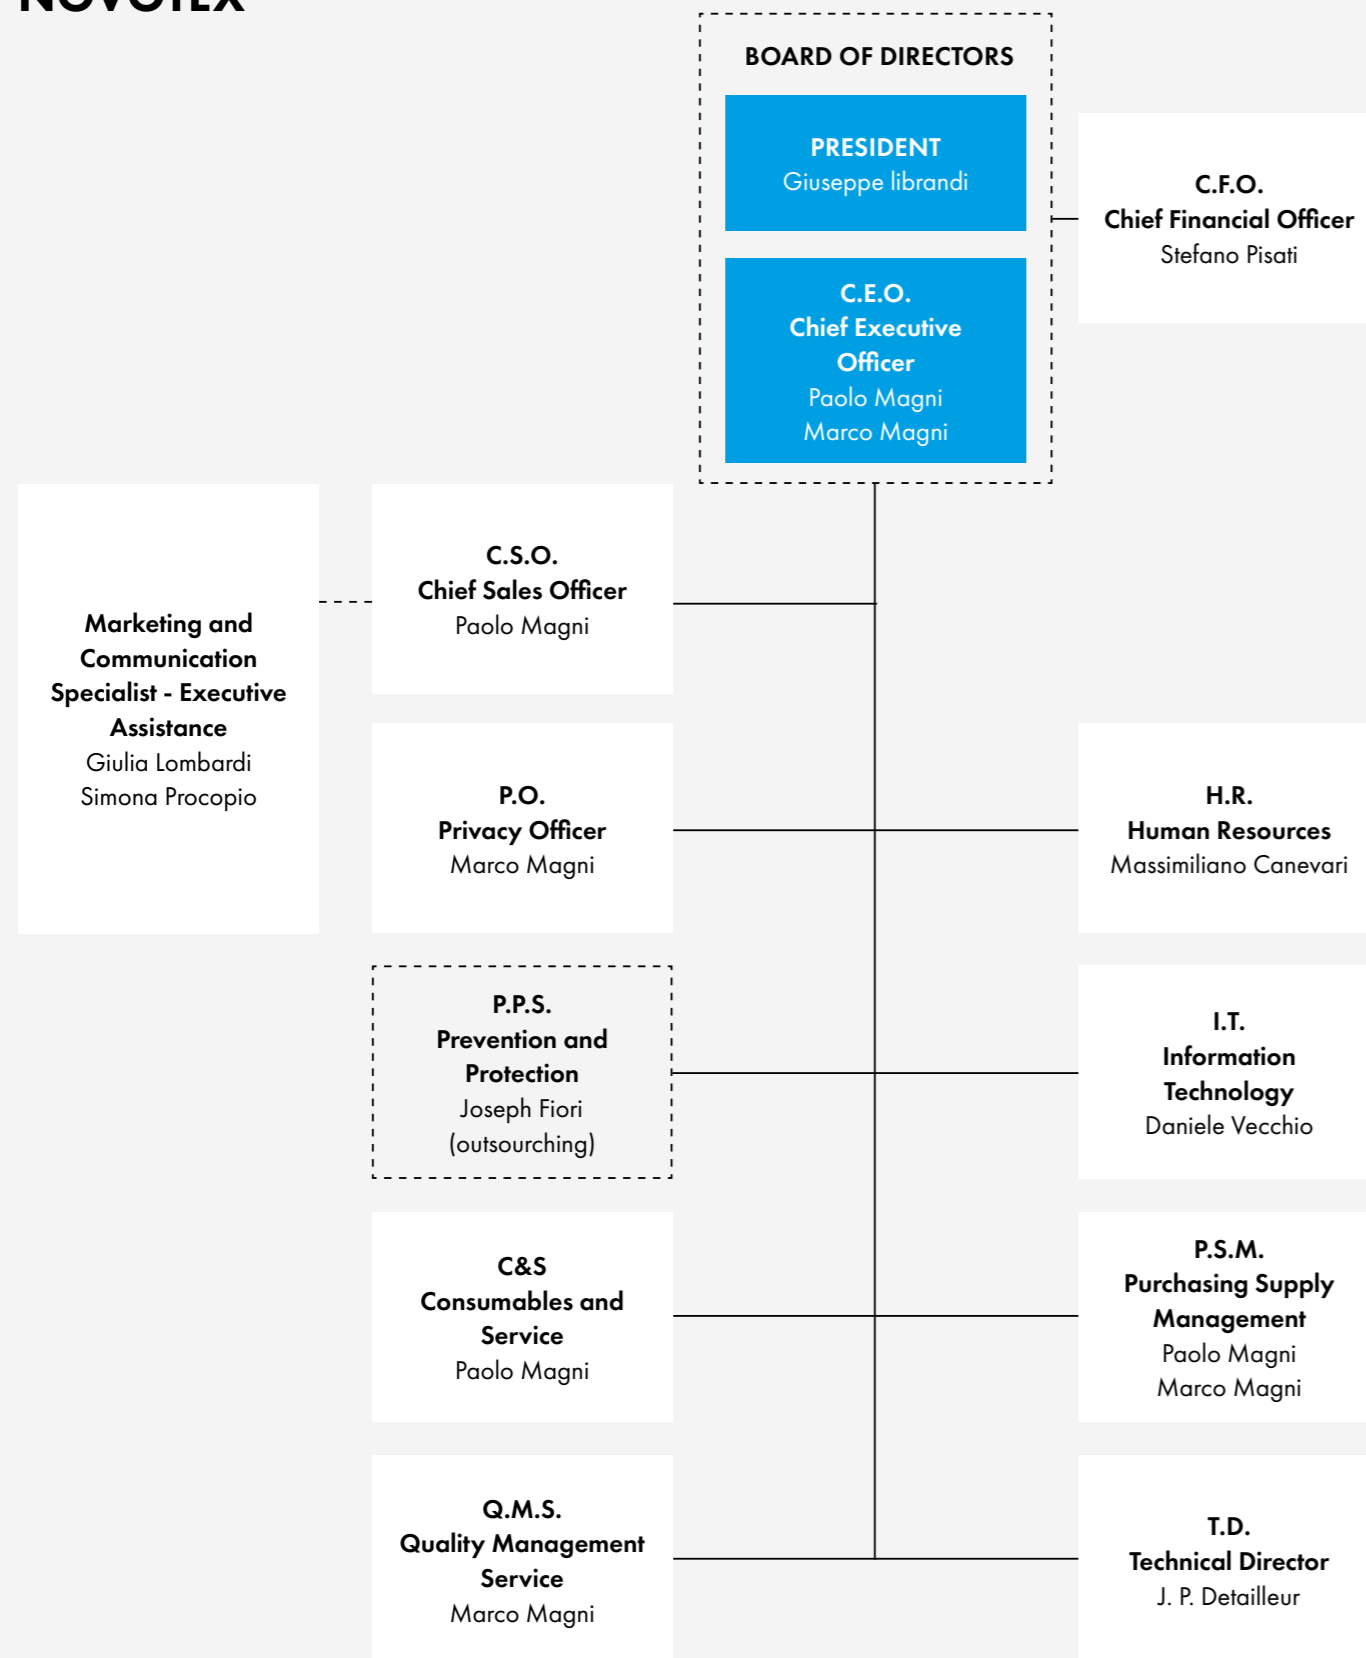 NOVOTEX
BOARD OF DIRECTORS
PRESIDENT
Giuseppe librandi
C.F.O.
Chief Financial Officer
Stefano Pisati
C.E.O.
Chief Executive
Officer
Paolo Magni
Marco Magni
C.S.O.
Chief Sales Officer
Paolo Magni
Marketing and
Communication
Specialist - Executive
Assistance
Giulia Lombardi
Simona Procopio
P.O.
Privacy Officer
Marco Magni
H.R.
Human Resources
Massimiliano Canevari
P.P.S.
Prevention and
Protection
Joseph Fiori
(outsourching)
I.T.
Information
Technology
Daniele Vecchio
C&S
Consumables and
Service
Paolo Magni
P.S.M.
Purchasing Supply
Management
Paolo Magni
Marco Magni
Q.M.S.
Quality Management
Service
Marco Magni
T.D.
Technical Director
J. P. Detailleur